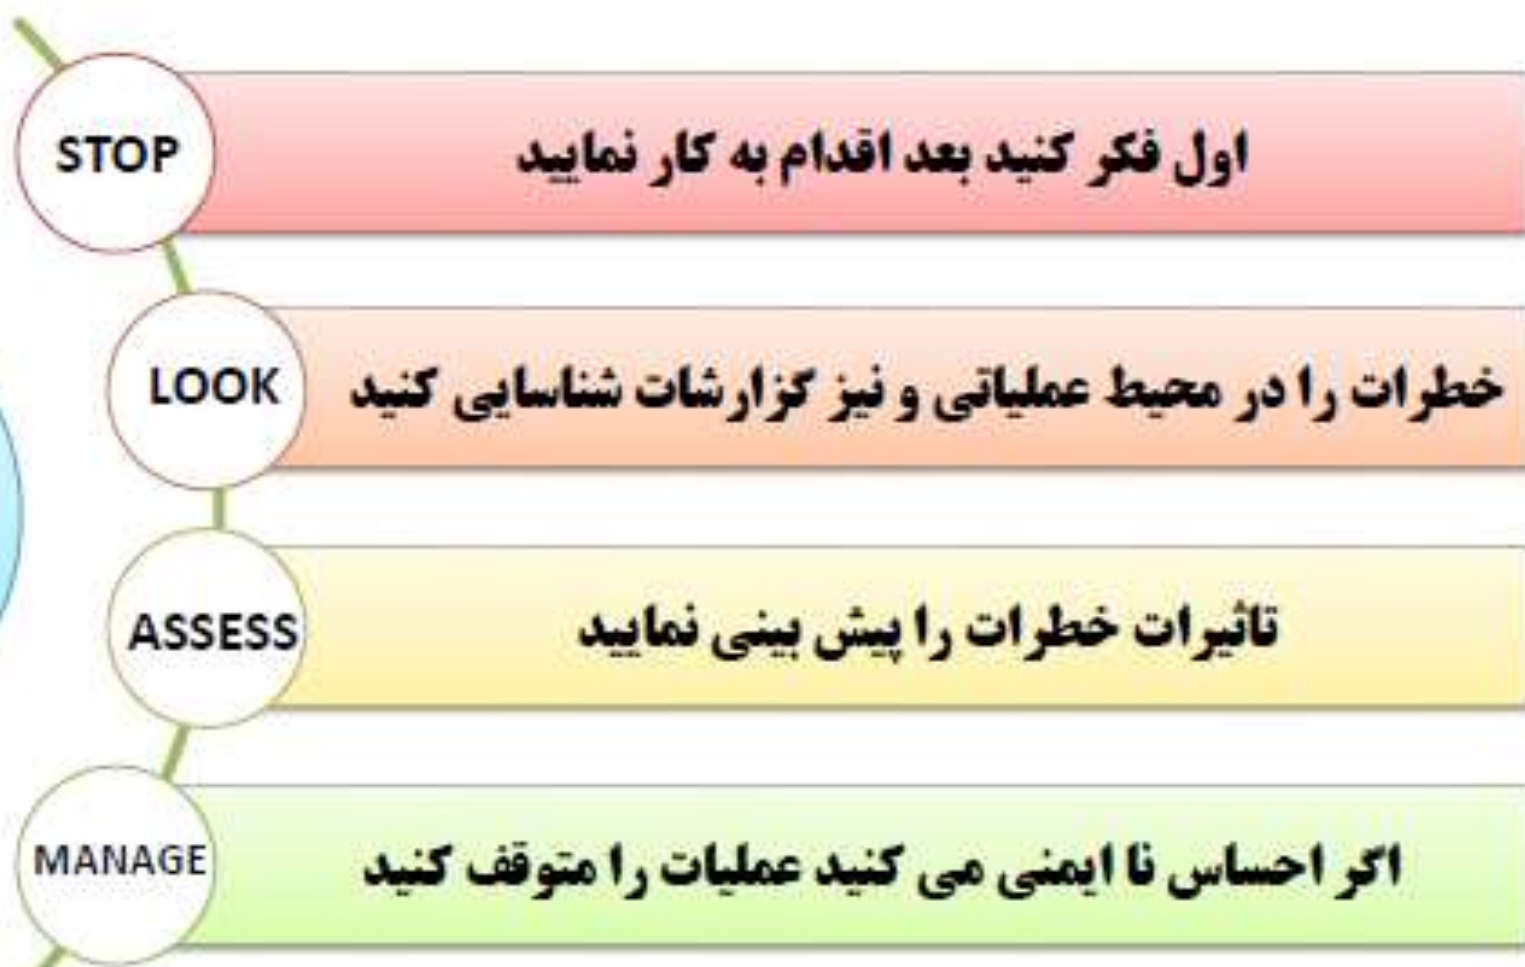 STOP
اول فکر کنید بعد اقدام به کار نمایید
LOOK
خطرات را در محیط عملیاتی و نیز گزارشات شناسایی کنید
ASSESS
تاثیرات خطرات را پیش بینی نمایید
MANAGE
اگر احساس نا ایمنی می کنید عملیات را متوقف کنید